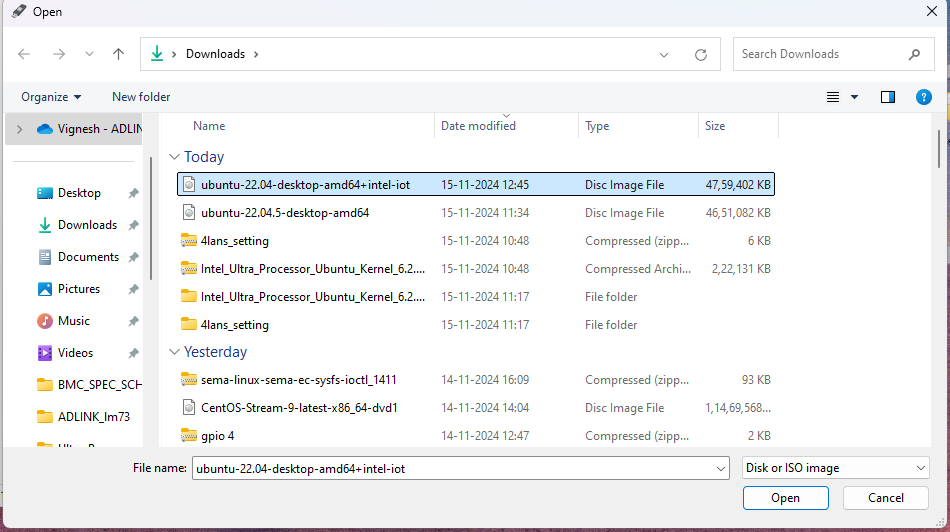 Open
Downloads
Search Downloads
Organize
New folder
?
Vignesh - ADLIN
Desktop
Downloads
Documents
Pictures
Music
Videos
BMC_SPEC_SCH
ADLINK_lm73
Name Date modified Type Size
Today
ubuntu-22.04-desktop-amd64+intel-iot 15-11-2024 12:45 Disc Image File 47,59,402 KB
ubuntu-22.04.5-desktop-amd64 15-11-2024 11:34 Disc Image File 46,51,082 KB
4lans_setting 15-11-2024 10:48 Compressed (zipp... 6 KB
Intel_Ultra_Processor_Ubuntu_Kernel_6.2.... 15-11-2024 10:48 Compressed Archi... 2,22,131 KB
Intel_Ultra_Processor_Ubuntu_Kernel_6.2.... 15-11-2024 11:17 File folder
4lans_setting 15-11-2024 11:17 File folder
Yesterday
sema-linux-sema-ec-sysfs-ioctl_1411 14-11-2024 16:09 Compressed (zipp... 93 KB
CentOS-Stream-9-latest-x86_64-dvd1 14-11-2024 14:04 Disc Image File 1,14,69,568...
gpio 4 14-11-2024 12:47 Compressed (zipp... 2 KB
File name: ubuntu-22.04-desktop-amd64+intel-iot Disk or ISO image
Open Cancel